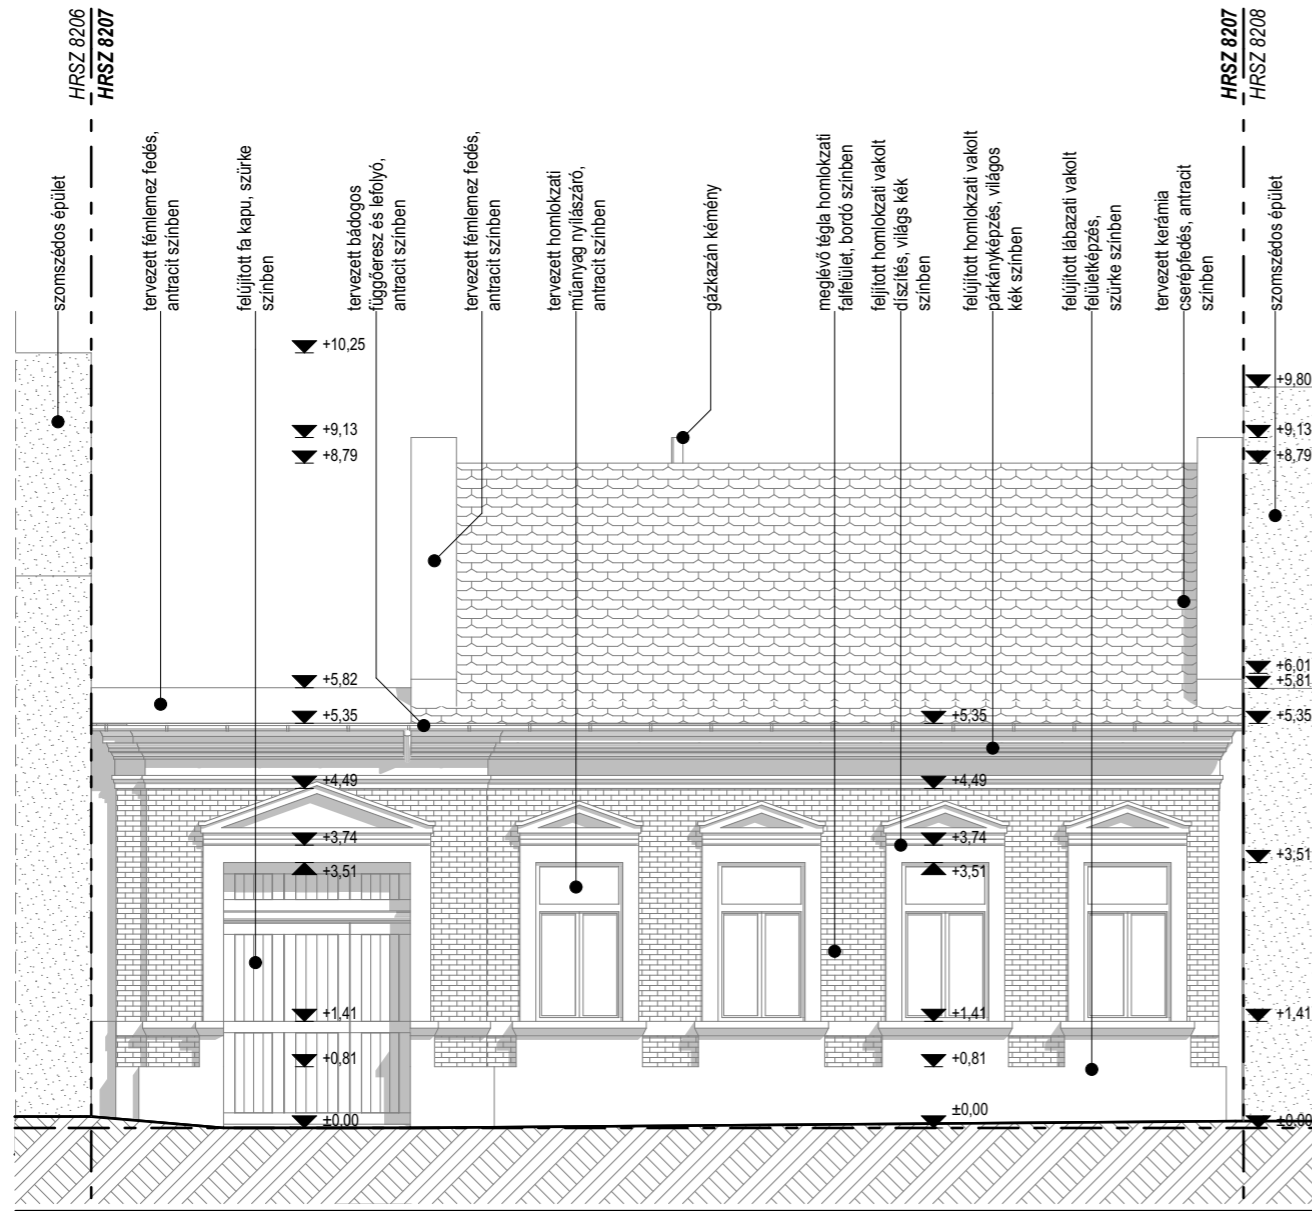 HRSZ 8206
HRSZ 8207
HRSZ 8207
HRSZ 8208
szomszédos épület
tervezett fémlemez fedés,
antracit színben
felújított fa kapu, szürke
színben
tervezett bádogos
függőeresz és lefolyó,
antracit színben
tervezett fémlemez fedés,
antracit színben
tervezett homlokzati
műanyag nyílászáró,
antracit színben
gázkazán kémény
meglévő tégla homlokzati
falfelület, bordó színben
feljított homlokzati vakolt
díszítés, világs kék
színben
felújított homlokzati vakolt
párkányképzés, világos
kék színben
felújított lábazati vakolt
felületképzés,
szürke színben
tervezett kerámia
cserépfedés, antracit
színben
szomszédos épület
+10,25
+9,13
+8,79
+5,82
+5,35
+4,49
+3,74
+3,51
+1,41
+0,81
±0,00
+5,35
+4,49
+3,74
+3,51
+1,41
+0,81
±0,00
+9,80
+9,13
+8,79
+6,01
+5,81
+5,35
+3,51
+1,41
±0,00